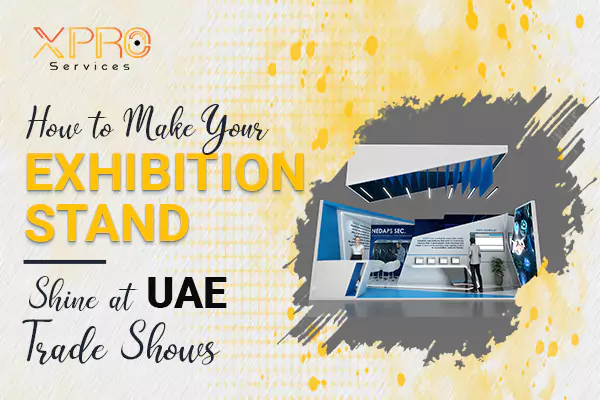 XPRO
Services
How to Make Your
EXHIBITION
STAND
Shine at UAE
Trade Shows
NEDAPS SEC.